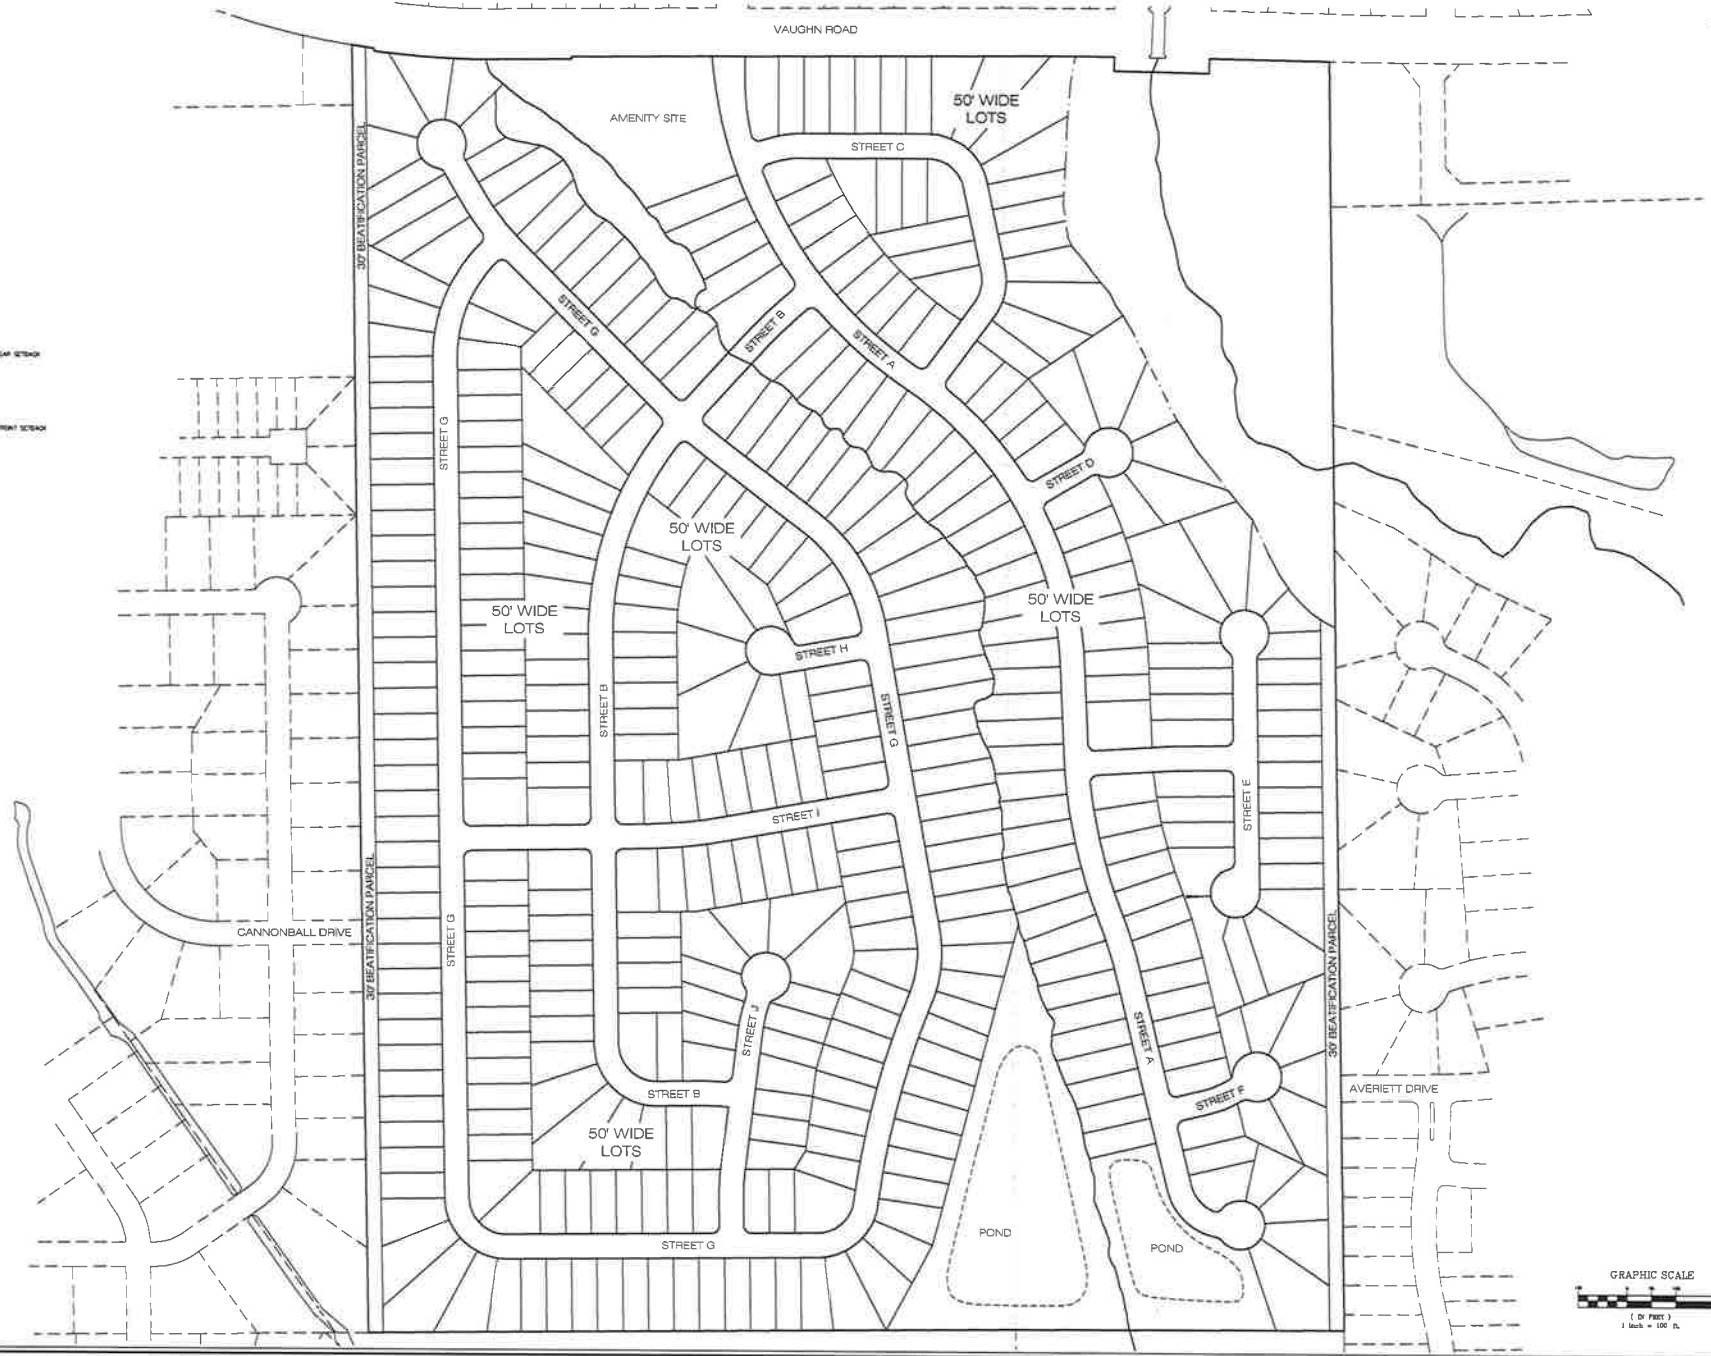 VAUGHN ROAD
50' WIDE
LOTS
AMENITY SITE
STREET C
30' BEATIFICATION PARCEL
STREET G
STREET B
STREET A
STREET G
STREET D
50' WIDE
LOTS
50' WIDE
LOTS
50' WIDE
LOTS
STREET H
STREET B
STREET G
STREET I
STREET E
CANNONBALL DRIVE
30' BEATIFICATION PARCEL
STREET G
30' BEATIFICATION PARCEL
STREET J
STREET A
STREET B
STREET F
AVERIETT DRIVE
50' WIDE
LOTS
STREET G
POND
POND
GRAPHIC SCALE
( IN FEET )
1 inch = 100 ft.